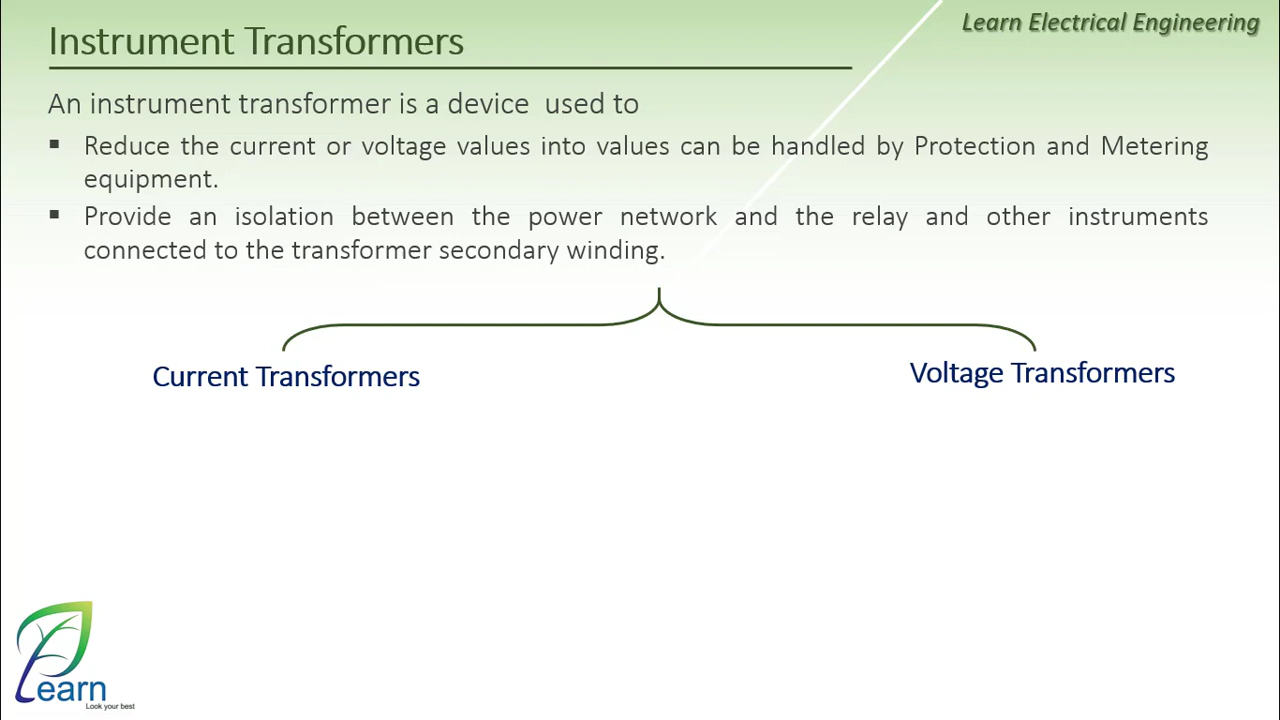 Instrument Transformers
Learn Electrical Engineering
An instrument transformer is a device used to
▪ Reduce the current or voltage values into values can be handled by Protection and Metering
equipment.
▪ Provide an isolation between the power network and the relay and other instruments
connected to the transformer secondary winding.
Current Transformers
Voltage Transformers
Learn
Look your best